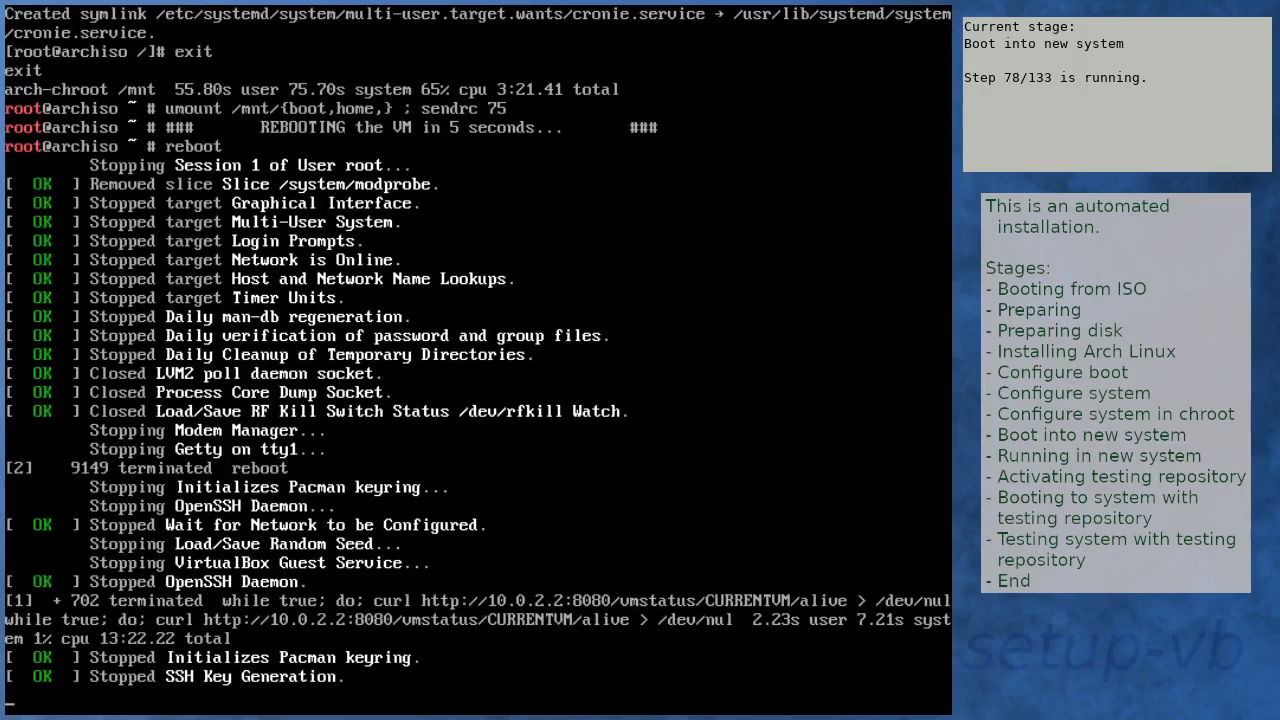 Created symlink /etc/systemd/system/multi-user.target.wants/cronie.service → /usr/lib/systemd/system
/cronie.service.
[root@archiso /]# exit
exit
arch-chroot /mnt  55.80s user 75.70s system 65% cpu 3:21.41 total
root@archiso ~ # umount /mnt/{boot,home,} ; sendrc 75
root@archiso ~ # ###       REBOOTING the VM in 5 seconds...       ###
root@archiso ~ # reboot
         Stopping Session 1 of User root...
[  OK  ] Removed slice Slice /system/modprobe.
[  OK  ] Stopped target Graphical Interface.
[  OK  ] Stopped target Multi-User System.
[  OK  ] Stopped target Login Prompts.
[  OK  ] Stopped target Network is Online.
[  OK  ] Stopped target Host and Network Name Lookups.
[  OK  ] Stopped target Timer Units.
[  OK  ] Stopped Daily man-db regeneration.
[  OK  ] Stopped Daily verification of password and group files.
[  OK  ] Stopped Daily Cleanup of Temporary Directories.
[  OK  ] Closed LVM2 poll daemon socket.
[  OK  ] Closed Process Core Dump Socket.
[  OK  ] Closed Load/Save RF Kill Switch Status /dev/rfkill Watch.
         Stopping Modem Manager...
         Stopping Getty on tty1...
[2]    9149 terminated  reboot
         Stopping Initializes Pacman keyring...
         Stopping OpenSSH Daemon...
[  OK  ] Stopped Wait for Network to be Configured.
         Stopping Load/Save Random Seed...
         Stopping VirtualBox Guest Service...
[  OK  ] Stopped OpenSSH Daemon.
[1]  + 702 terminated  while true; do; curl http://10.0.2.2:8080/vmstatus/CURRENTVM/alive > /dev/nul
while true; do; curl http://10.0.2.2:8080/vmstatus/CURRENTVM/alive > /dev/nul  2.23s user 7.21s syst
em 1% cpu 13:22.22 total
[  OK  ] Stopped Initializes Pacman keyring.
[  OK  ] Stopped SSH Key Generation.
Current stage:
Boot into new system
Step 78/133 is running.
This is an automated
installation.
Stages:
- Booting from ISO
- Preparing
- Preparing disk
- Installing Arch Linux
- Configure boot
- Configure system
- Configure system in chroot
- Boot into new system
- Running in new system
- Activating testing repository
- Booting to system with
testing repository
- Testing system with testing
repository
- End
setup-vb